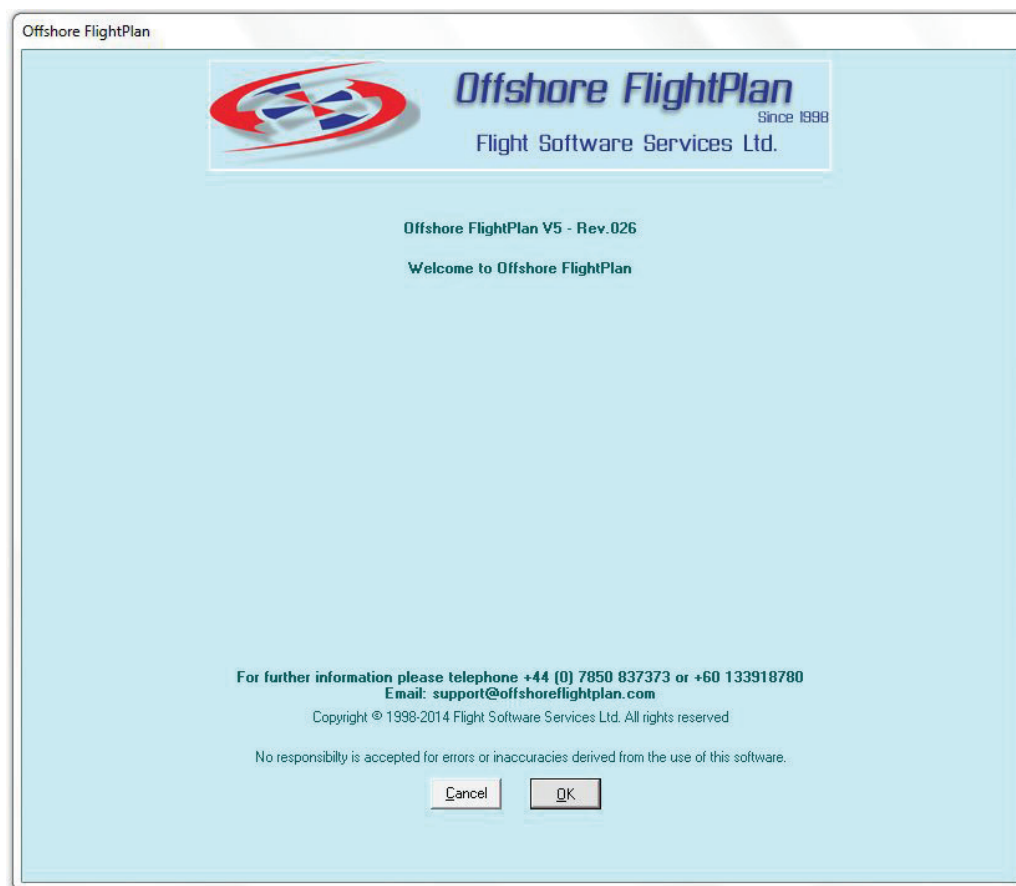 Offshore FlightPlan
Offshore FlightPlan
Since 1998
Flight Software Services Ltd.
Offshore FlightPlan V5 - Rev.026
Welcome to Offshore FlightPlan
For further information please telephone +44 (0) 7850 837373 or +60 133918780
Email: support@offshoreflightplan.com
Copyright © 1998-2014 Flight Software Services Ltd. All rights reserved
No responsibilty is accepted for errors or inaccuracies derived from the use of this software.
Cancel OK